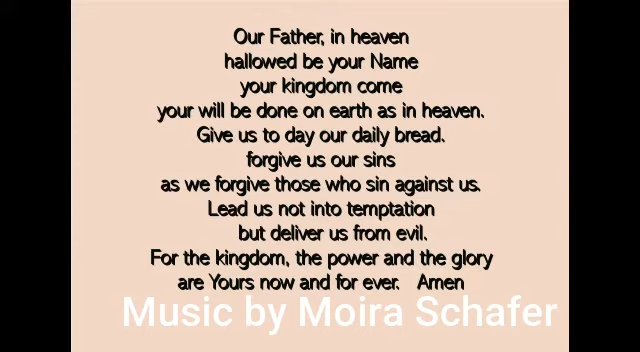 Our Father, in heaven
hallowed be your Name
your kingdom come
your will be done on earth as in heaven.
Give us to day our daily bread.
forgive us our sins
as we forgive those who sin against us.
Lead us not into temptation
but deliver us from evil.
For the kingdom, the power and the glory
are Yours now and for ever. Amen
Music by Moira Schafer